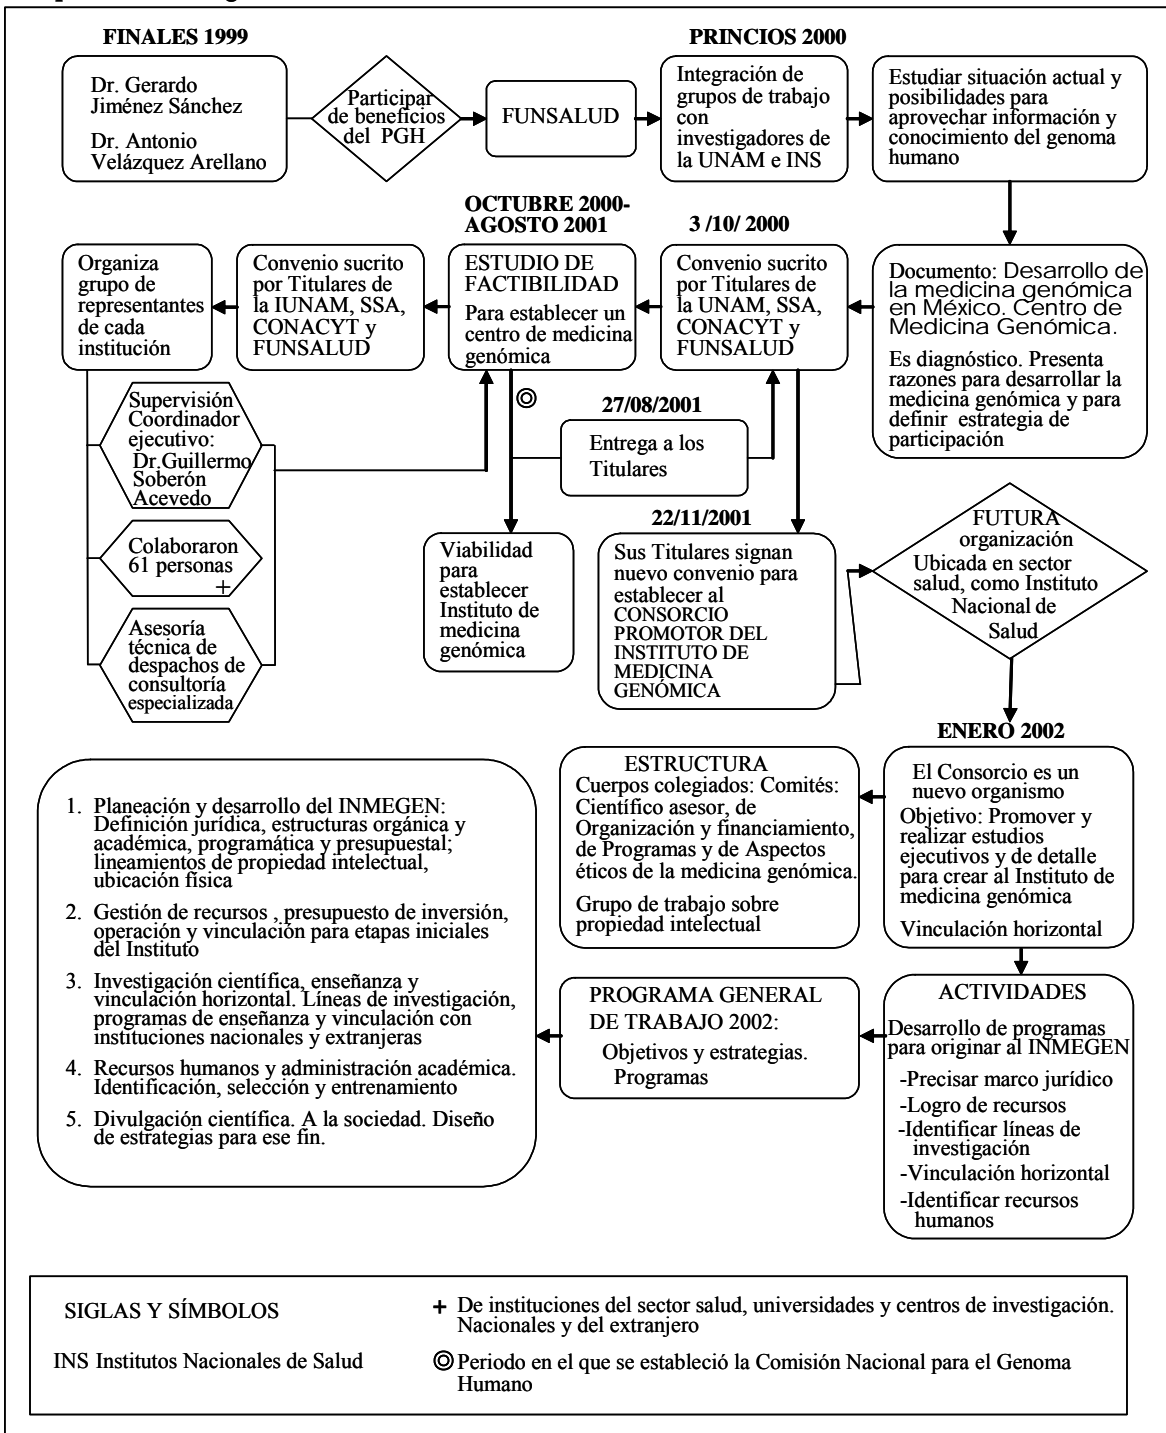 FINALES 1999
Dr. Gerardo
Jiménez Sánchez
Dr. Antonio
Velázquez Arellano
Participar
de beneficios
del PGH
FUNSALUD
PRINCIOS 2000
Integración de
grupos de trabajo
con
investigadores de
la UNAM e INS
Estudiar situación actual y
posibilidades para
aprovechar información y
conocimiento del genoma
humano
Documento: Desarrollo de
la medicina genómica
en México. Centro de
Medicina Genómica.
Es diagnóstico. Presenta
razones para desarrollar la
medicina genómica y para
definir estrategia de
participación
3 /10/ 2000
Convenio sucrito
por Titulares de
la UNAM, SSA,
CONACYT y
FUNSALUD
OCTUBRE 2000-
AGOSTO 2001
ESTUDIO DE
FACTIBILIDAD
Para establecer un
centro de medicina
genómica
Convenio sucrito
por Titulares de
la IUNAM, SSA,
CONACYT y
FUNSALUD
Organiza
grupo de
representantes
de cada
institución
Supervisión
Coordinador
ejecutivo:
Dr.Guillermo
Soberón
Acevedo
Colaboraron
61 personas
+
Asesoría
técnica de
despachos de
consultoría
especializada
27/08/2001
Entrega a los
Titulares
Viabilidad
para
establecer
Instituto de
medicina
genómica
22/11/2001
Sus Titulares signan
nuevo convenio para
establecer al
CONSORCIO
PROMOTOR DEL
INSTITUTO DE
MEDICINA
GENÓMICA
FUTURA
organización
Ubicada en sector
salud, como Instituto
Nacional de
Salud
ENERO 2002
El Consorcio es un
nuevo organismo
Objetivo: Promover y
realizar estudios
ejecutivos y de detalle
para crear al Instituto de
medicina genómica
Vinculación horizontal
ESTRUCTURA
Cuerpos colegiados: Comités:
Científico asesor, de
Organización y financiamiento,
de Programas y de Aspectos
éticos de la medicina genómica.
Grupo de trabajo sobre
propiedad intelectual
ACTIVIDADES
Desarrollo de programas
para originar al INMEGEN
-Precisar marco jurídico
-Logro de recursos
-Identificar líneas de
investigación
-Vinculación horizontal
-Identificar recursos
humanos
PROGRAMA GENERAL
DE TRABAJO 2002:
Objetivos y estrategias.
Programas
1. Planeación y desarrollo del INMEGEN:
Definición jurídica, estructuras orgánica y
académica, programática y presupuestal;
lineamientos de propiedad intelectual,
ubicación física
2. Gestión de recursos , presupuesto de inversión,
operación y vinculación para etapas iniciales
del Instituto
3. Investigación científica, enseñanza y
vinculación horizontal. Líneas de investigación,
programas de enseñanza y vinculación con
instituciones nacionales y extranjeras
4. Recursos humanos y administración académica.
Identificación, selección y entrenamiento
5. Divulgación científica. A la sociedad. Diseño
de estrategias para ese fin.
SIGLAS Y SÍMBOLOS
INS Institutos Nacionales de Salud
+ De instituciones del sector salud, universidades y centros de investigación.
Nacionales y del extranjero
◎ Periodo en el que se estableció la Comisión Nacional para el Genoma
Humano